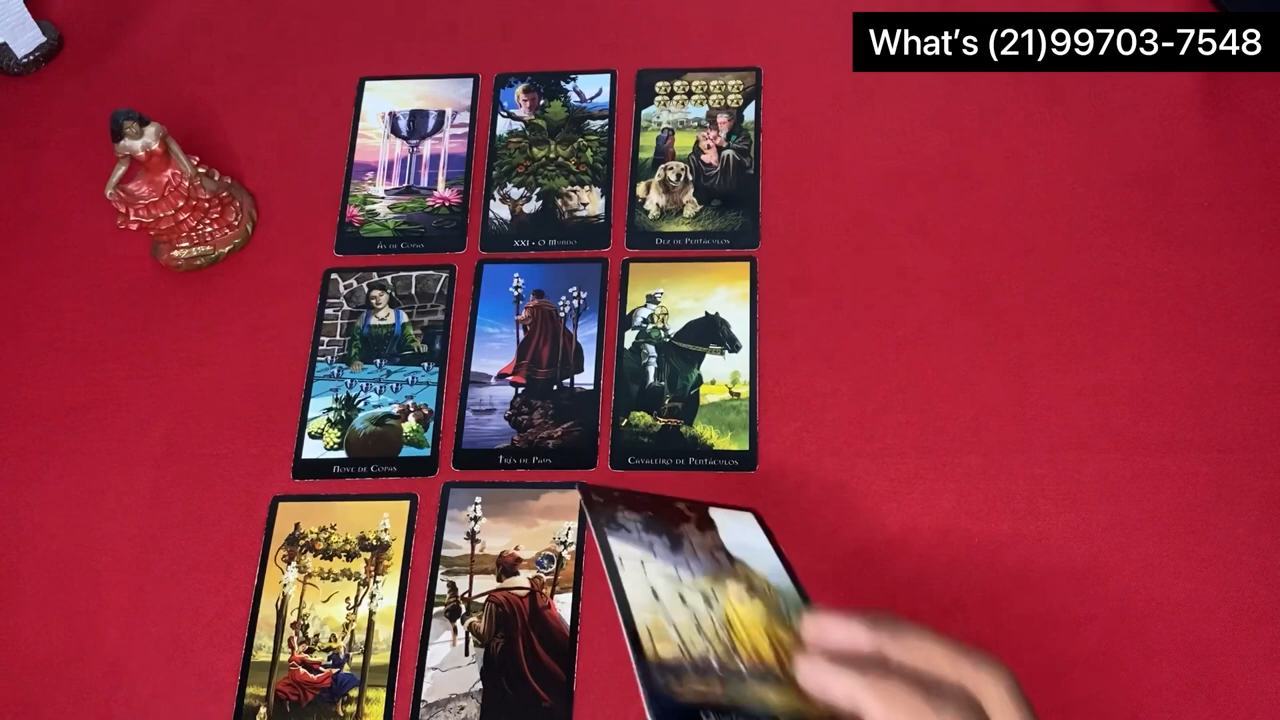 What's (21)99703-7548
Ás de Copas
XXI • O Mundo
Dez de Pentáculos
Nove de Copas
Três de Paus
Cavaleiro de Pentáculos